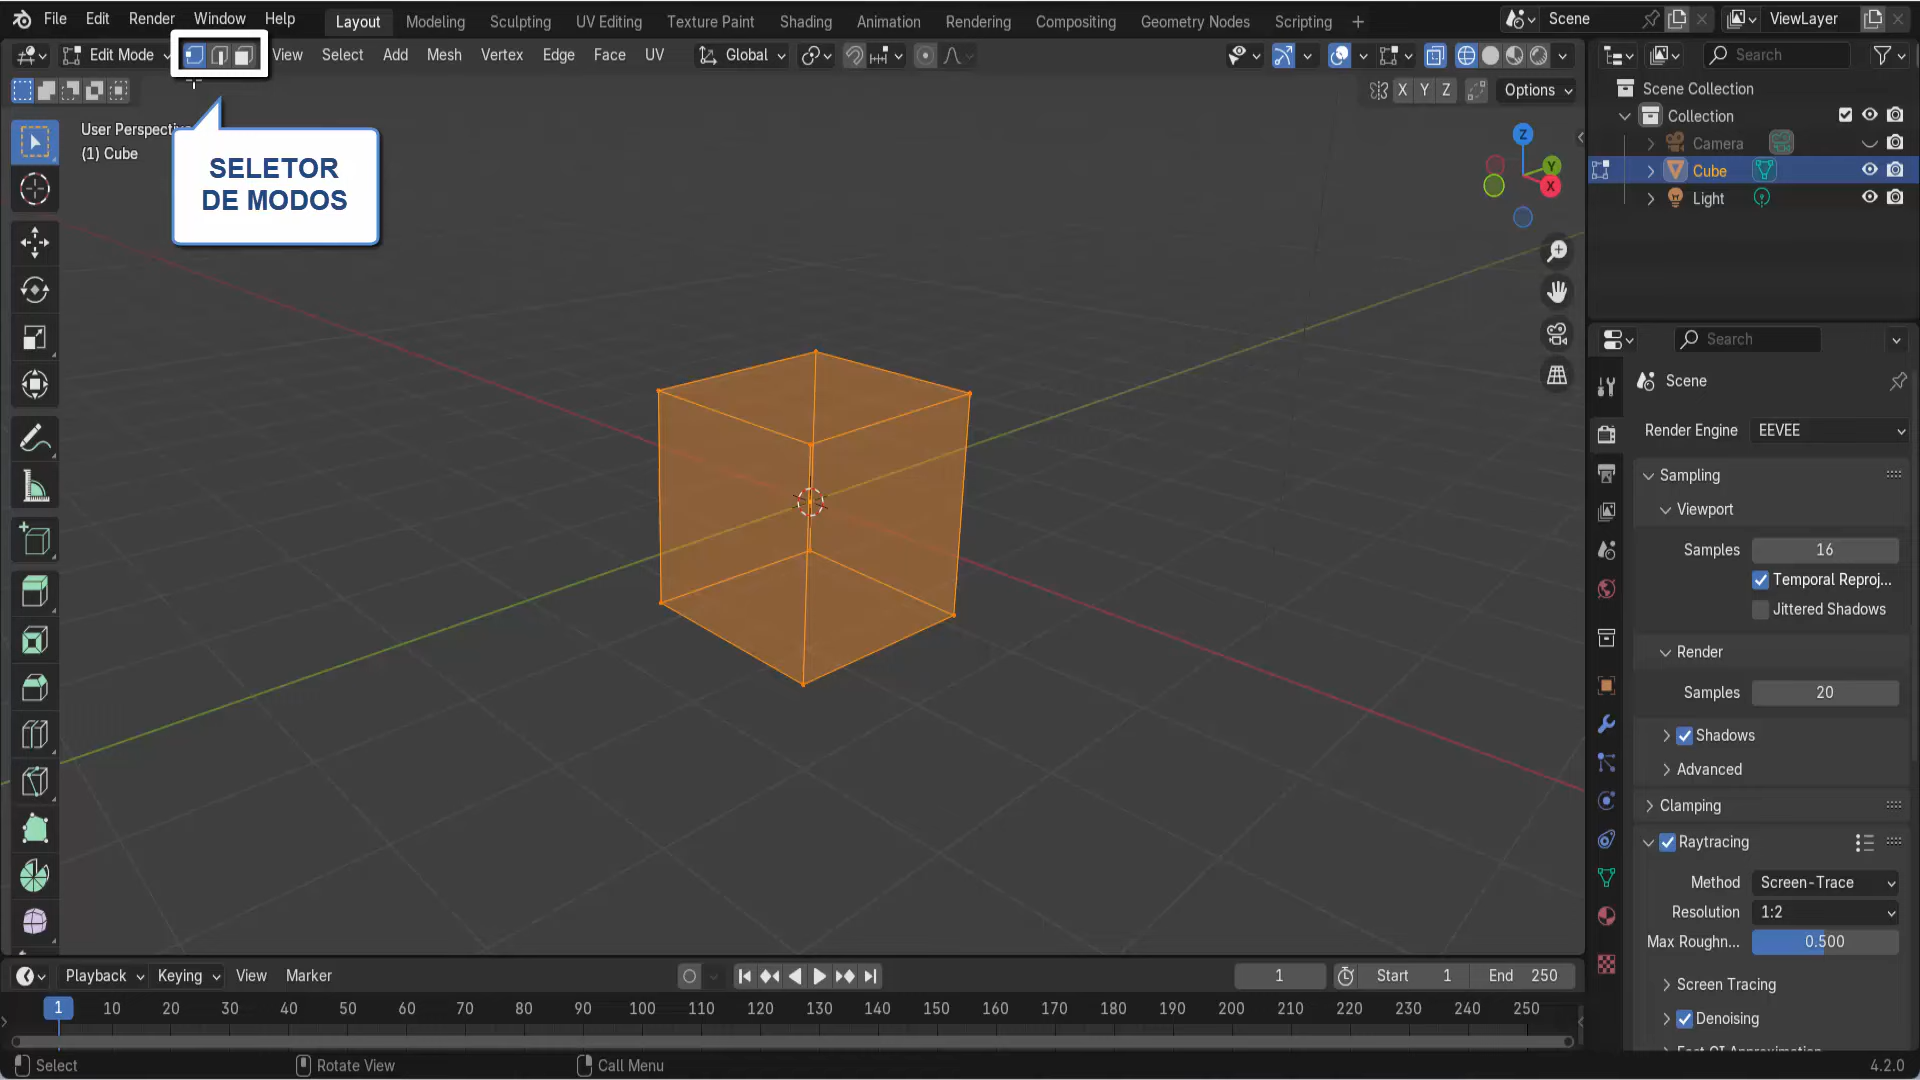 File Edit Render Window Help Layout Modeling Sculpting UV Editing Texture Paint Shading Animation Rendering Compositing Geometry Nodes Scripting + Scene ViewLayer
Edit Mode View Select Add Mesh Vertex Edge Face UV Global Search
X Y Z Options
Scene Collection
Collection
Camera
Cube
Light
User Perspectiv
(1) Cube
SELETOR
DE MODOS
Z
Y
X
Search
Scene
Render Engine EEVEE
Sampling
Viewport
Samples 16
Temporal Reproj...
Jittered Shadows
Render
Samples 20
Shadows
Advanced
Clamping
Raytracing
Method Screen-Trace
Resolution 1:2
Max Roughn... 0.500
Screen Tracing
Denoising
Playback Keying View Marker 1 Start 1 End 250
1 10 20 30 40 50 60 70 80 90 100 110 120 130 140 150 160 170 180 190 200 210 220 230 240 250
Select Rotate View Call Menu 4.2.0